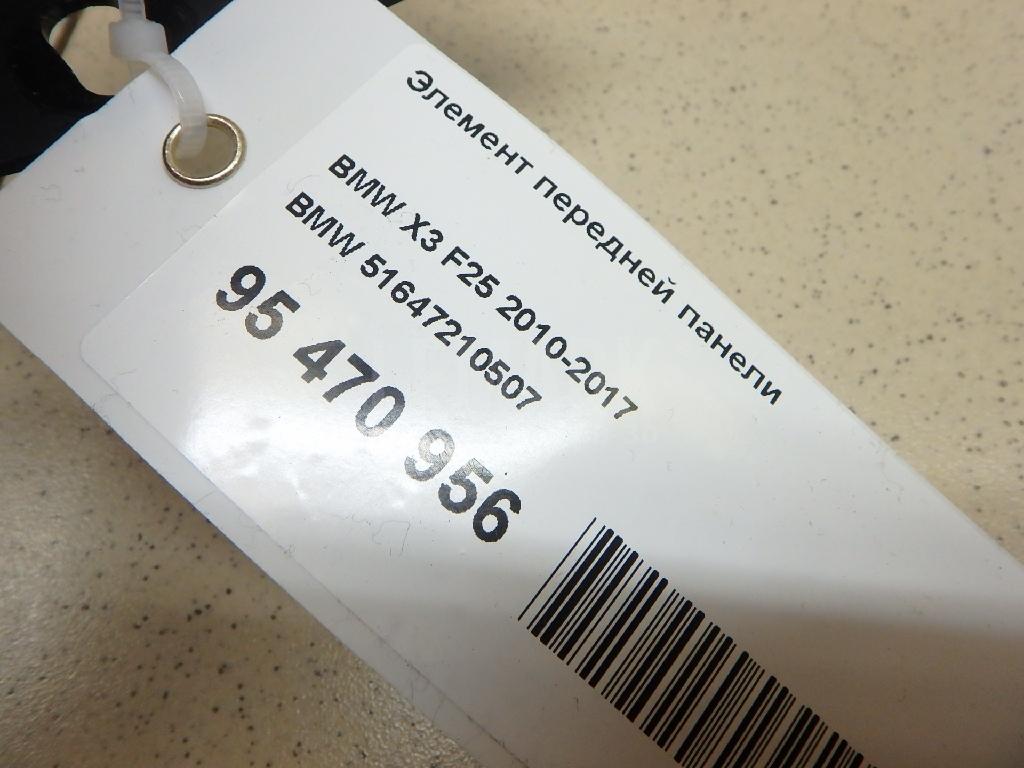 Элемент передней панели
BMW X3 F25 2010-2017
BMW 51647210507
95 470 956